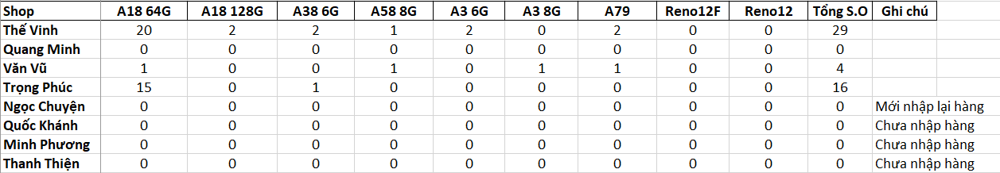 Shop A18 64G A18 128G A38 6G A58 8G A3 6G A3 8G A79 Reno12F Reno12 Tổng S.O Ghi chú
Thế Vinh 20 2 2 1 2 0 2 0 0 29
Quang Minh 0 0 0 0 0 0 0 0 0 0
Văn Vũ 1 0 0 1 0 1 1 0 0 4
Trọng Phúc 15 0 1 0 0 0 0 0 0 16
Ngọc Chuyện 0 0 0 0 0 0 0 0 0 0 Mới nhập lại hàng
Quốc Khánh 0 0 0 0 0 0 0 0 0 0 Chưa nhập hàng
Minh Phương 0 0 0 0 0 0 0 0 0 0 Chưa nhập hàng
Thanh Thiện 0 0 0 0 0 0 0 0 0 0 Chưa nhập hàng